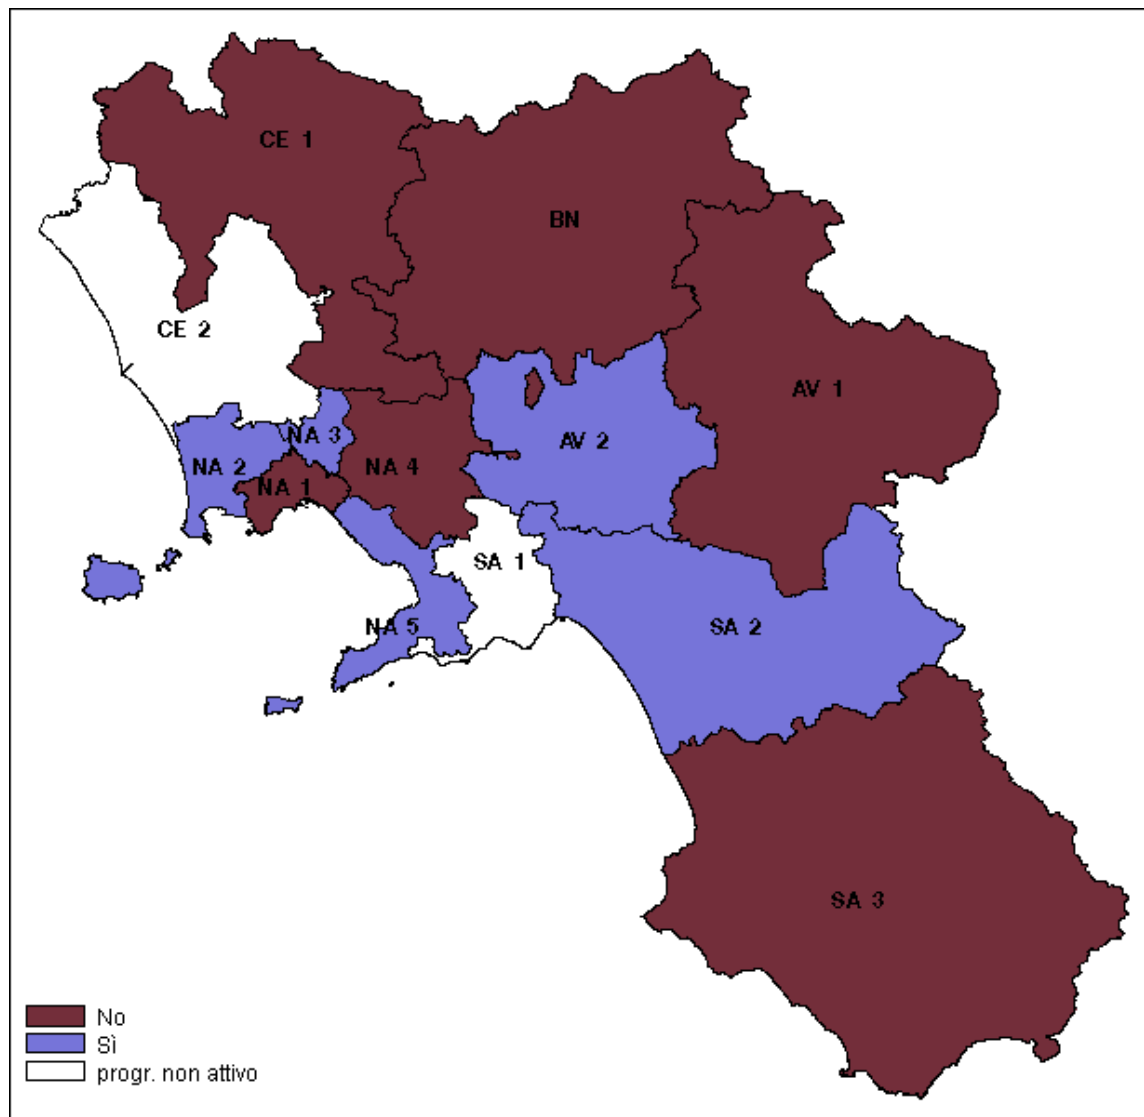 CE 1
BN
CE 2
AV 1
NA 3
AV 2
NA 2
NA 4
NA 1
SA 1
NA 5
SA 2
SA 3
No
Sì
progr. non attivo